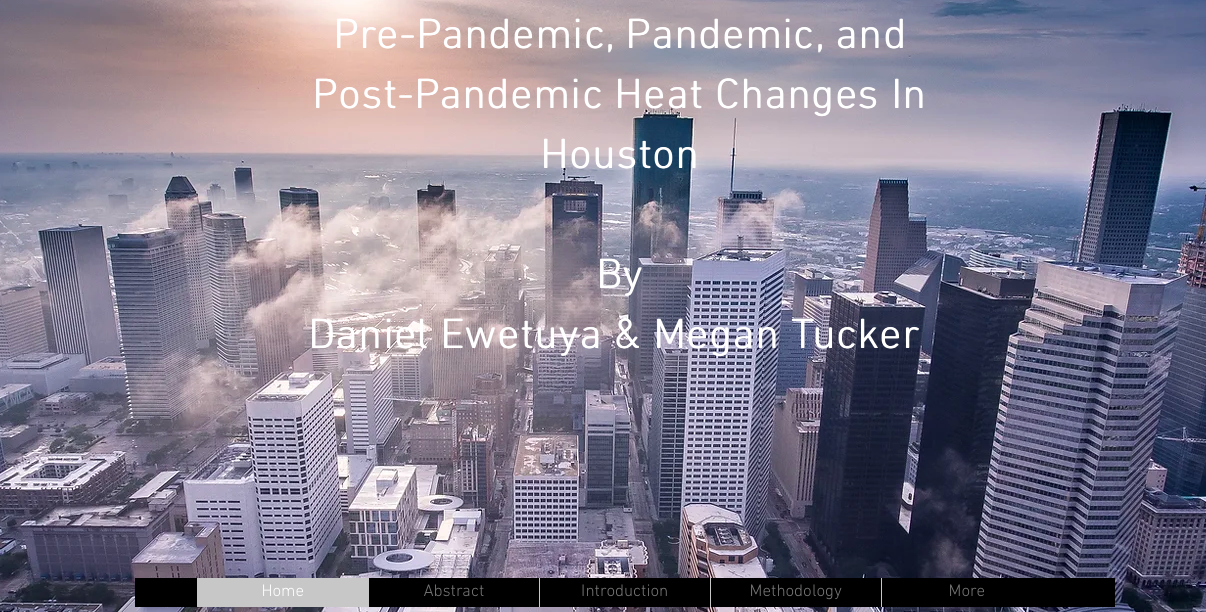 Pre-Pandemic, Pandemic, and
Post-Pandemic Heat Changes In
Houston
By
Daniel Ewetuya & Megan Tucker
Home
Abstract
Introduction
Methodology
More